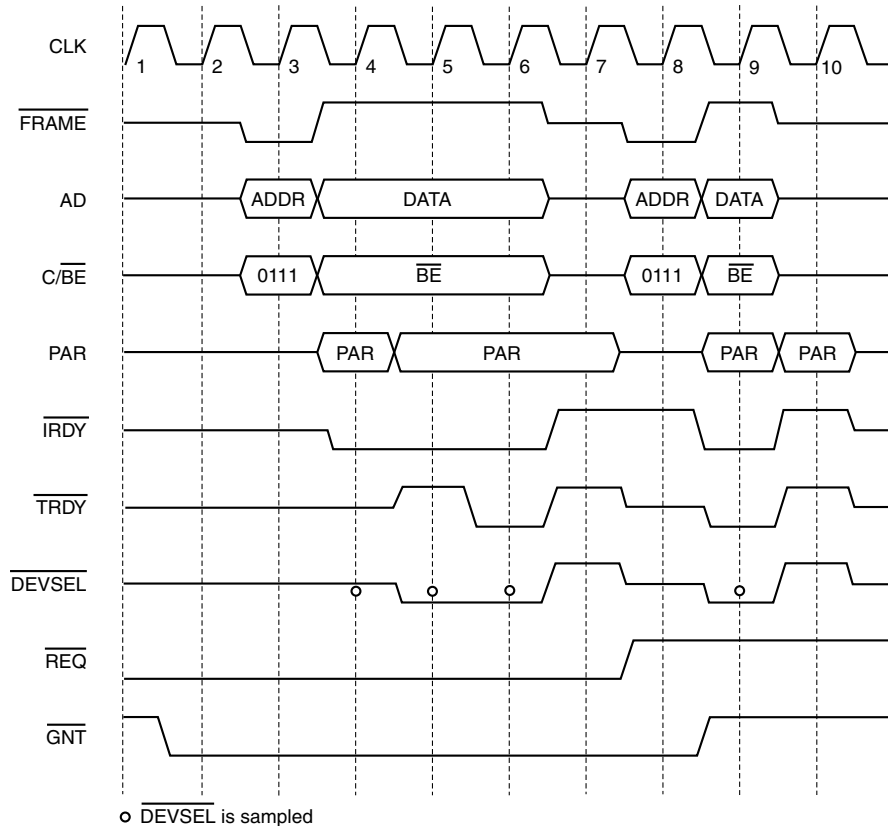 CLK
1 2 3 4 5 6 7 8 9 10
FRAME
AD ADDR DATA ADDR DATA
C/BE 0111 BE 0111 BE
PAR PAR PAR PAR PAR
IRDY
TRDY
DEVSEL
REQ
GNT
DEVSEL is sampled